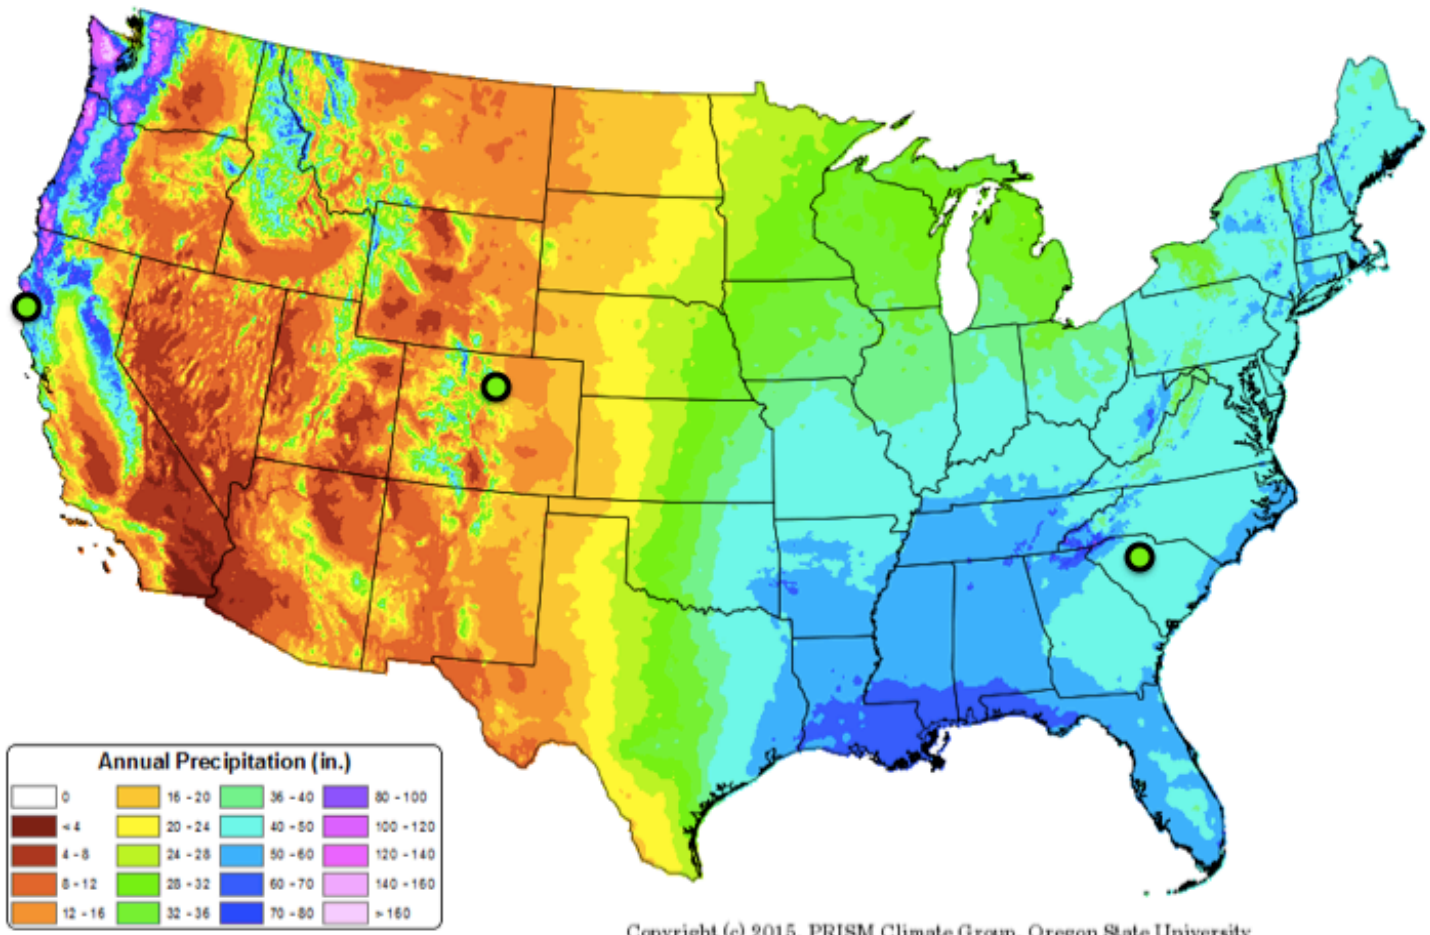 Annual Precipitation (in.)
0 16 - 20 36 - 40 80 - 100
< 4 20 - 24 40 - 50 100 - 120
4 - 8 24 - 28 50 - 60 120 - 140
8 - 12 28 - 32 60 - 70 140 - 160
12 - 16 32 - 36 70 - 80 > 160
Copyright (c) 2015, PRISM Climate Group, Oregon State University